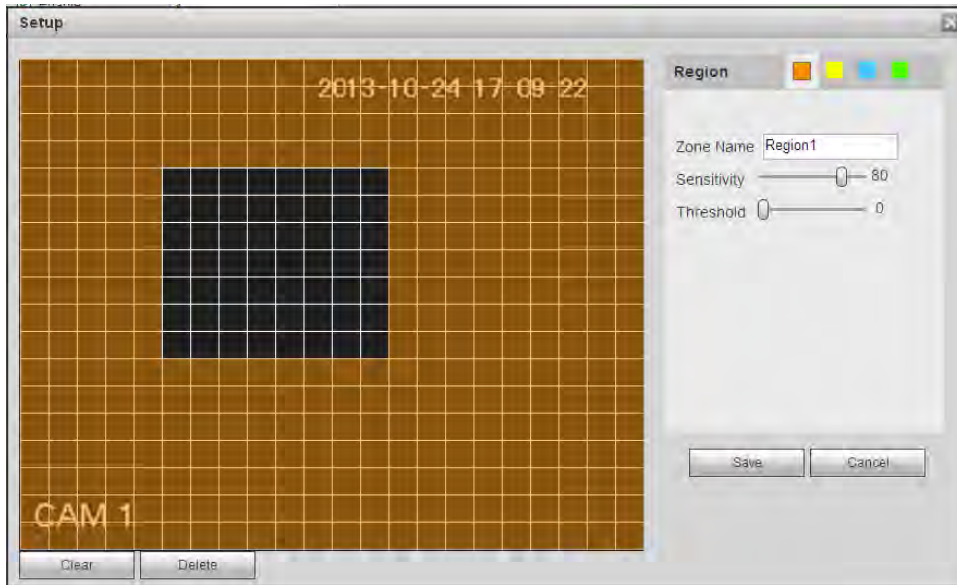 Setup
2013-10-24 17 09 22
Region
Zone Name Region1
Sensitivity 80
Threshold 0
Save Cancel
CAM 1
Clear Delete